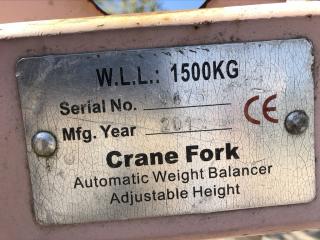 W.L.L.: 1500KG
Serial No.
Mfg. Year
CE
Crane Fork
Automatic Weight Balancer
Adjustable Height